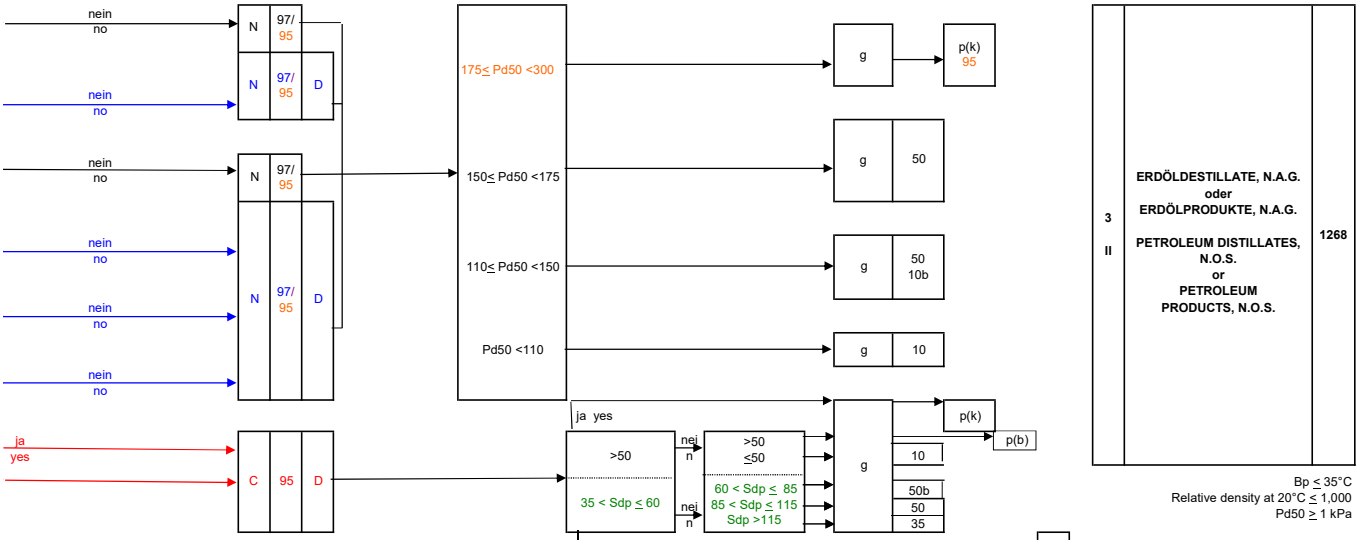 nein
no
N
97/
95
nein
no
N
97/
95
D
nein
no
N
97/
95
nein
no
nein
no
N
97/
95
D
nein
no
175≤ Pd50 <300
g
p(k)
95
150≤ Pd50 <175
g
50
110≤ Pd50 <150
g
50
10b
Pd50 <110
g
10
ja
yes
C
95
D
ja yes
>50
35 < Sdp ≤ 60
nei
n
nei
n
>50
≤50
60 < Sdp ≤ 85
85 < Sdp ≤ 115
Sdp >115
g
p(k)
p(b)
10
50b
50
35
3
II
ERDÖLDESTILLATE, N.A.G.
oder
ERDÖLPRODUKTE, N.A.G.
PETROLEUM DISTILLATES,
N.O.S.
or
PETROLEUM
PRODUCTS, N.O.S.
1268
Bp ≤ 35°C
Relative density at 20°C ≤ 1,000
Pd50 ≥ 1 kPa